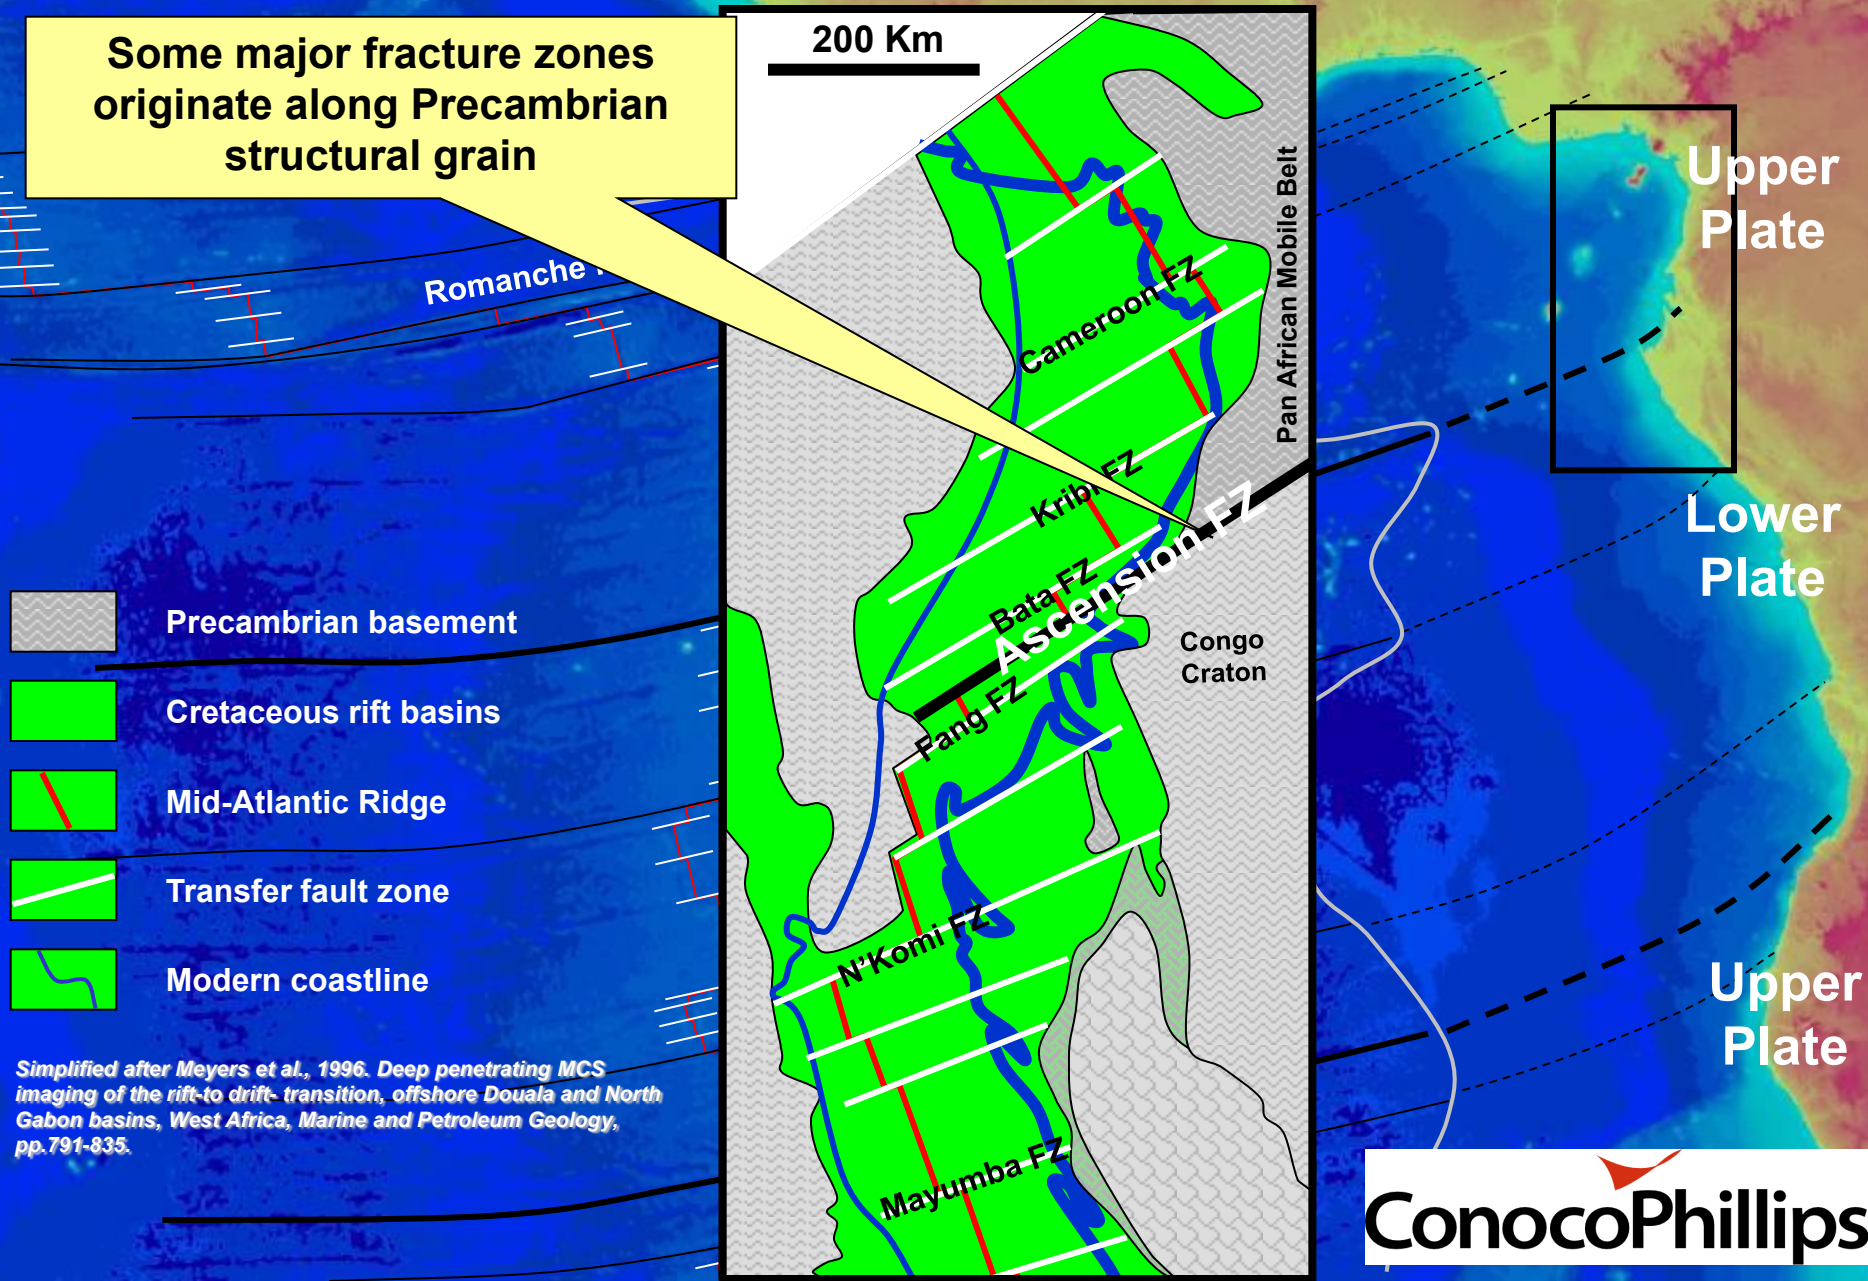 Some major fracture zones
originate along Precambrian
structural grain
200 Km
Pan African Mobile Belt
Upper
Plate
Romanche
Cameroon FZ
Kribi FZ
Ascension FZ
Bata FZ
Lower
Plate
Congo
Craton
Fang FZ
Precambrian basement
Cretaceous rift basins
Mid-Atlantic Ridge
Transfer fault zone
Modern coastline
N'Komi FZ
Upper
Plate
Mayumba FZ
Simplified after Meyers et al., 1996. Deep penetrating MCS
imaging of the rift-to drift- transition, offshore Douala and North
Gabon basins, West Africa, Marine and Petroleum Geology,
pp.791-835.
ConocoPhillips